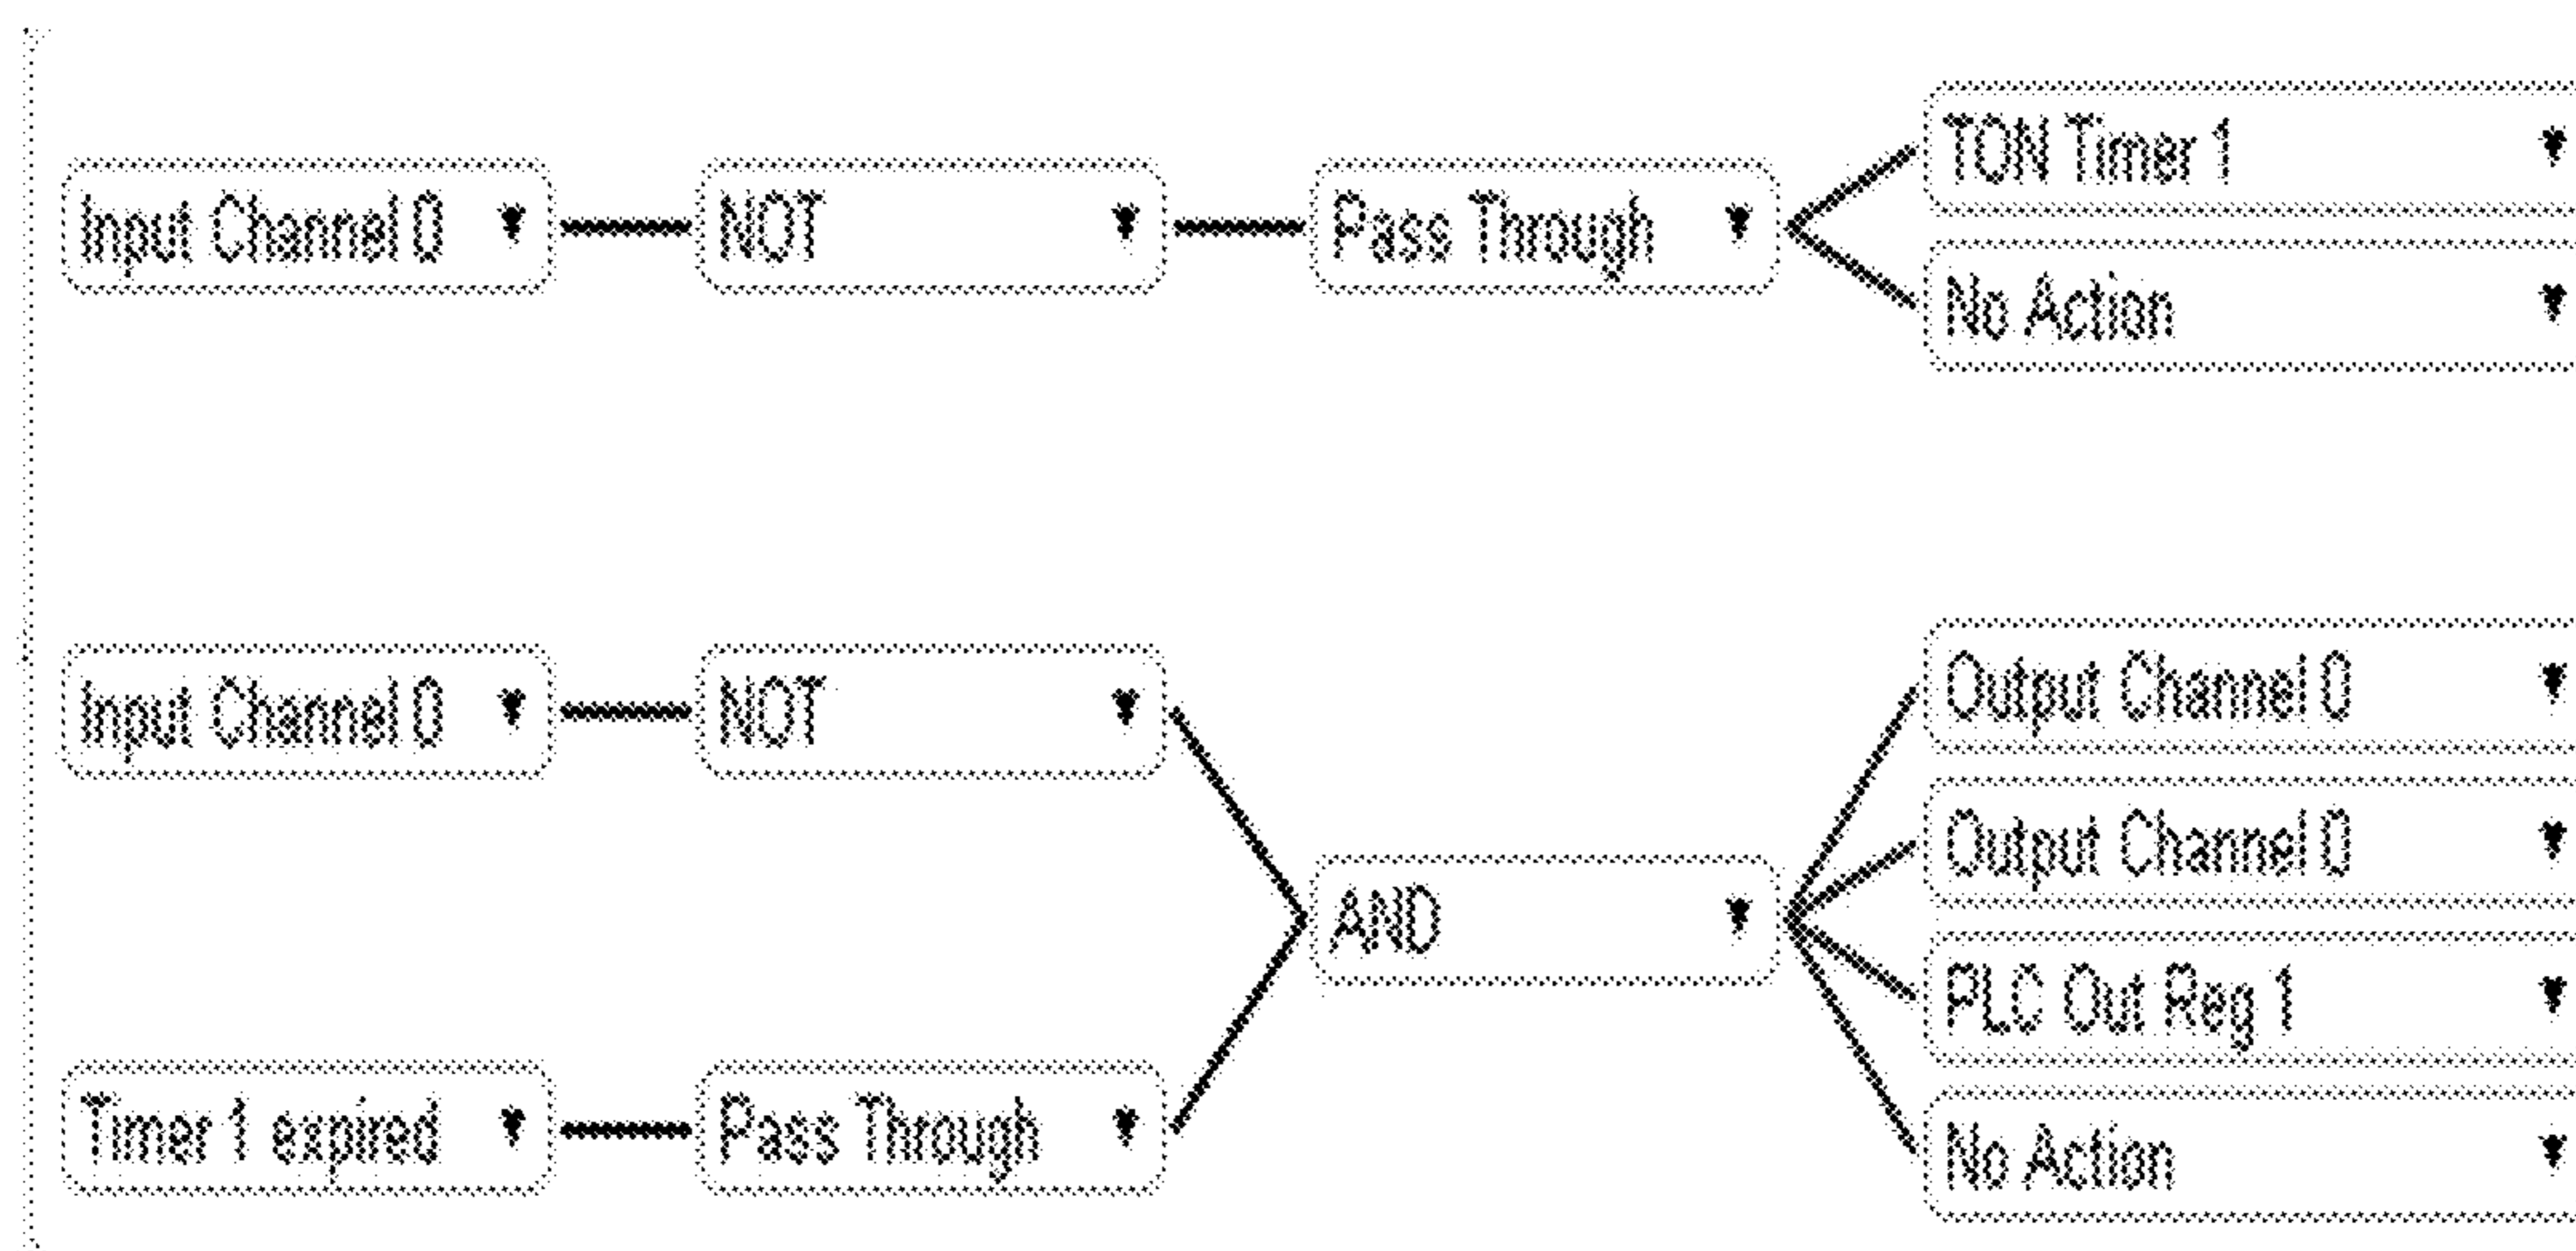 TON Timer 1
Input Channel 0 NOT Pass Through
No Action
Output Channel 0
Input Channel 0 NOT
Output Channel 0
AND
PLC Out Reg 1
Timer 1 expired Pass Through
No Action